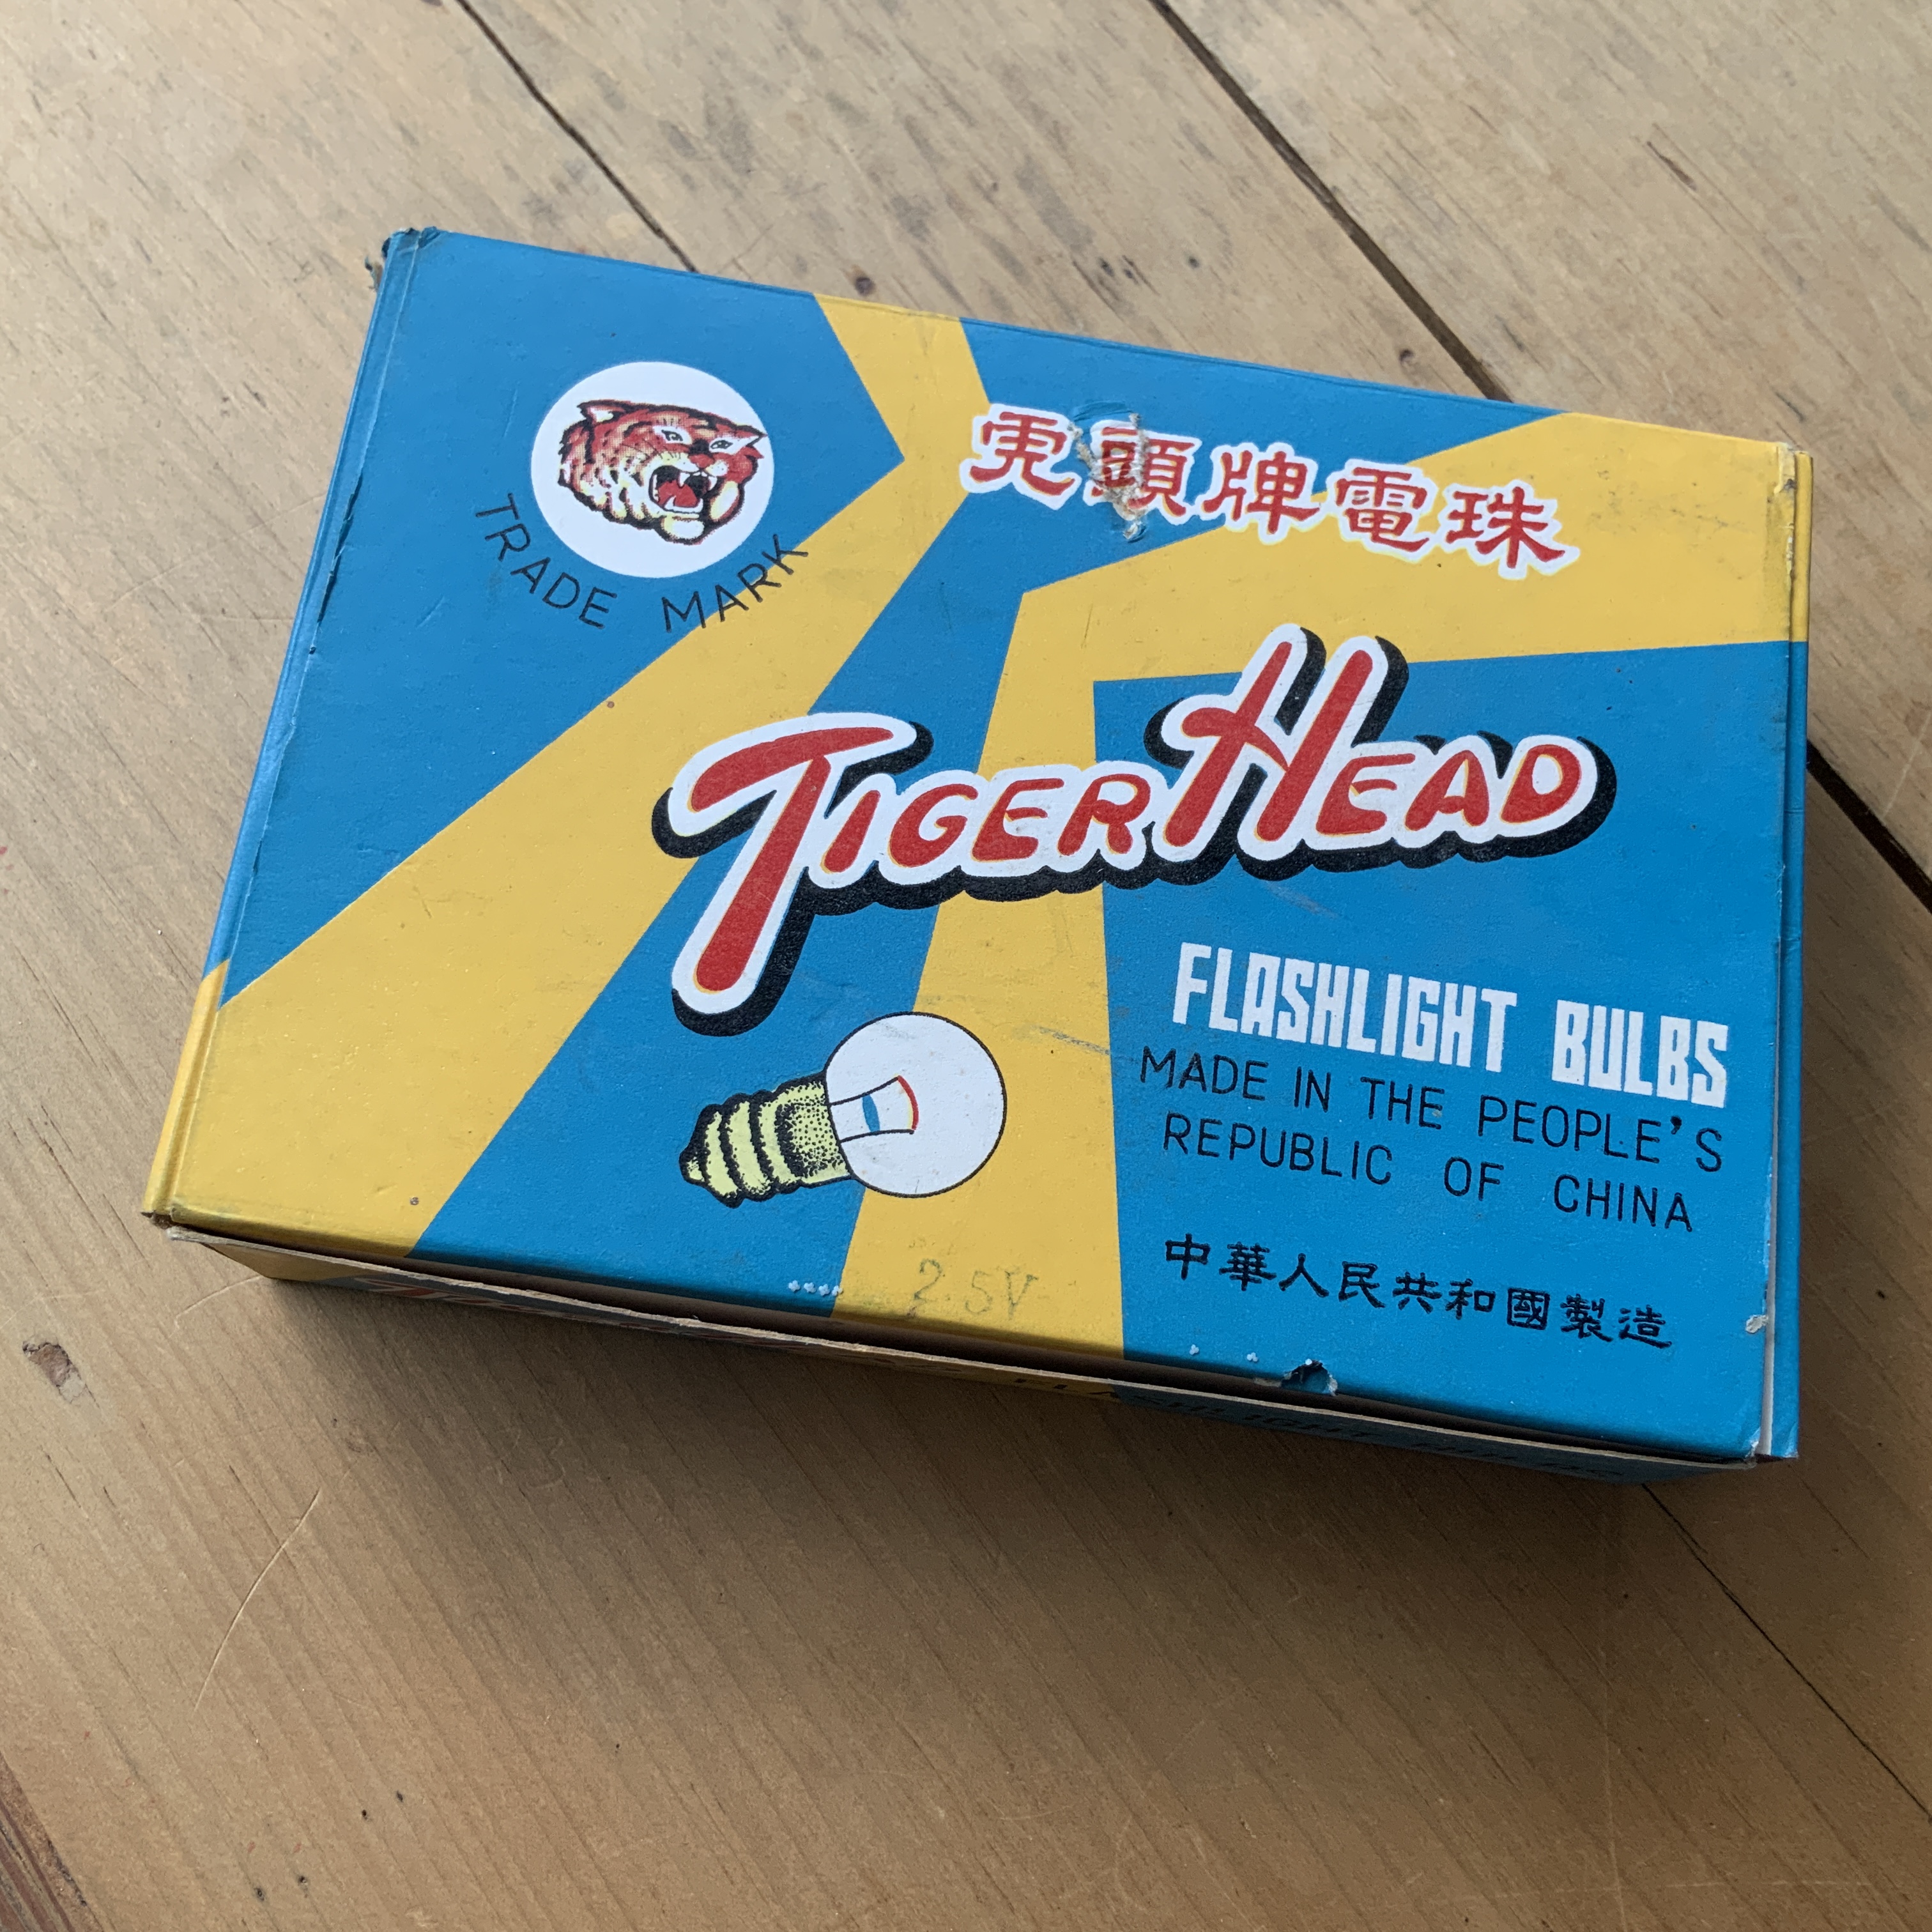 TRADE MARK
虎頭牌電珠
TIGER HEAD
FLASHLIGHT BULBS
MADE IN THE PEOPLE'S
REPUBLIC OF CHINA
中華人民共和國製造
2.5V